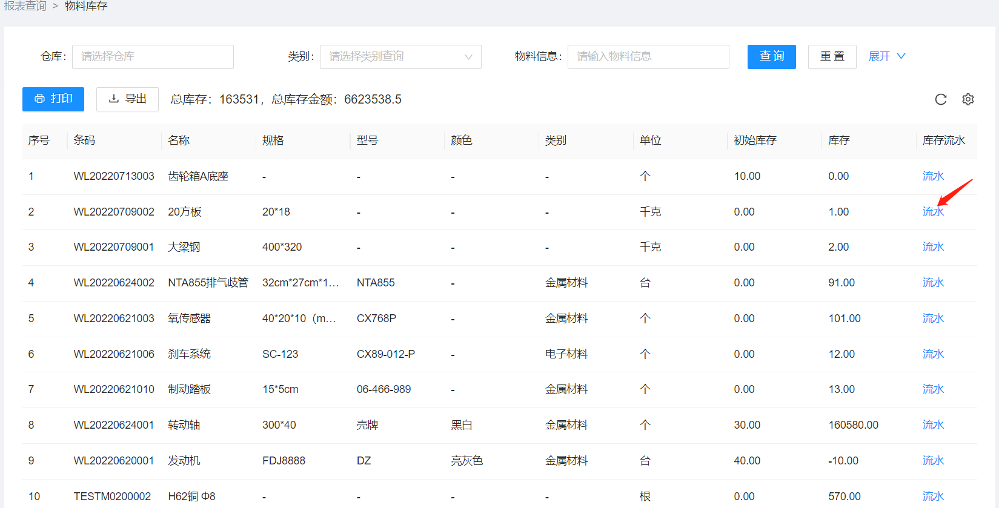 报表查询 > 物料库存
仓库： 请选择仓库 类别： 请选择类别查询 物料信息： 请输入物料信息 查 询 重 置 展开
打印 导出 总库存：163531，总库存金额：6623538.5
序号 条码 名称 规格 型号 颜色 类别 单位 初始库存 库存 库存流水
1 WL20220713003 齿轮箱A底座 - - - - 个 10.00 0.00 流水
2 WL20220709002 20方板 20*18 - - - 千克 0.00 1.00 流水
3 WL20220709001 大梁钢 400*320 - - - 千克 0.00 2.00 流水
4 WL20220624002 NTA855排气歧管 32cm*27cm*1... NTA855 - 金属材料 台 0.00 91.00 流水
5 WL20220621003 氧传感器 40*20*10（m... CX768P - 金属材料 个 0.00 101.00 流水
6 WL20220621006 刹车系统 SC-123 CX89-012-P - 电子材料 个 0.00 12.00 流水
7 WL20220621010 制动踏板 15*5cm 06-466-989 - 金属材料 个 0.00 13.00 流水
8 WL20220624001 转动轴 300*40 壳牌 黑白 金属材料 个 30.00 160580.00 流水
9 WL20220620001 发动机 FDJ8888 DZ 亮灰色 金属材料 台 40.00 -10.00 流水
10 TESTM0200002 H62铜 Φ8 - - - - 根 0.00 570.00 流水